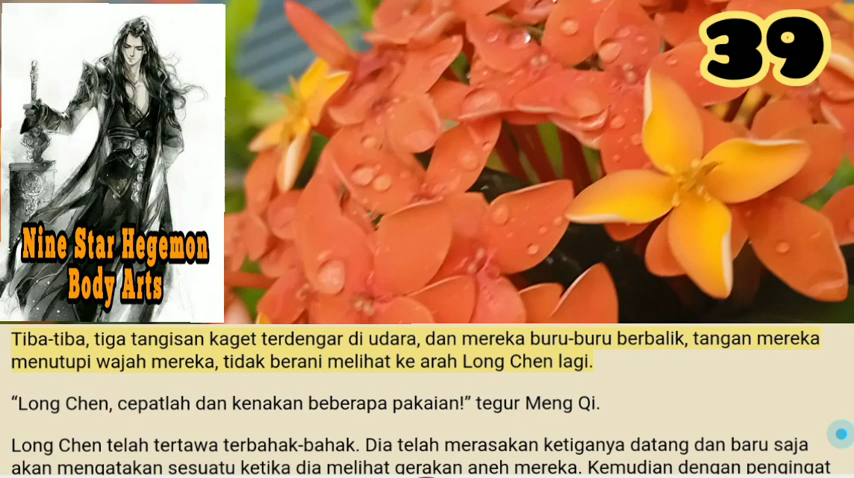 39
Nine Star Hegemon
Body Arts
Tiba-tiba, tiga tangisan kaget terdengar di udara, dan mereka buru-buru berbalik, tangan mereka
menutupi wajah mereka, tidak berani melihat ke arah Long Chen lagi.
“Long Chen, cepatlah dan kenakan beberapa pakaian!” tegur Meng Qi.
Long Chen telah tertawa terbahak-bahak. Dia telah merasakan ketiganya datang dan baru saja
akan mengatakan sesuatu ketika dia melihat gerakan aneh mereka. Kemudian dengan pengingat